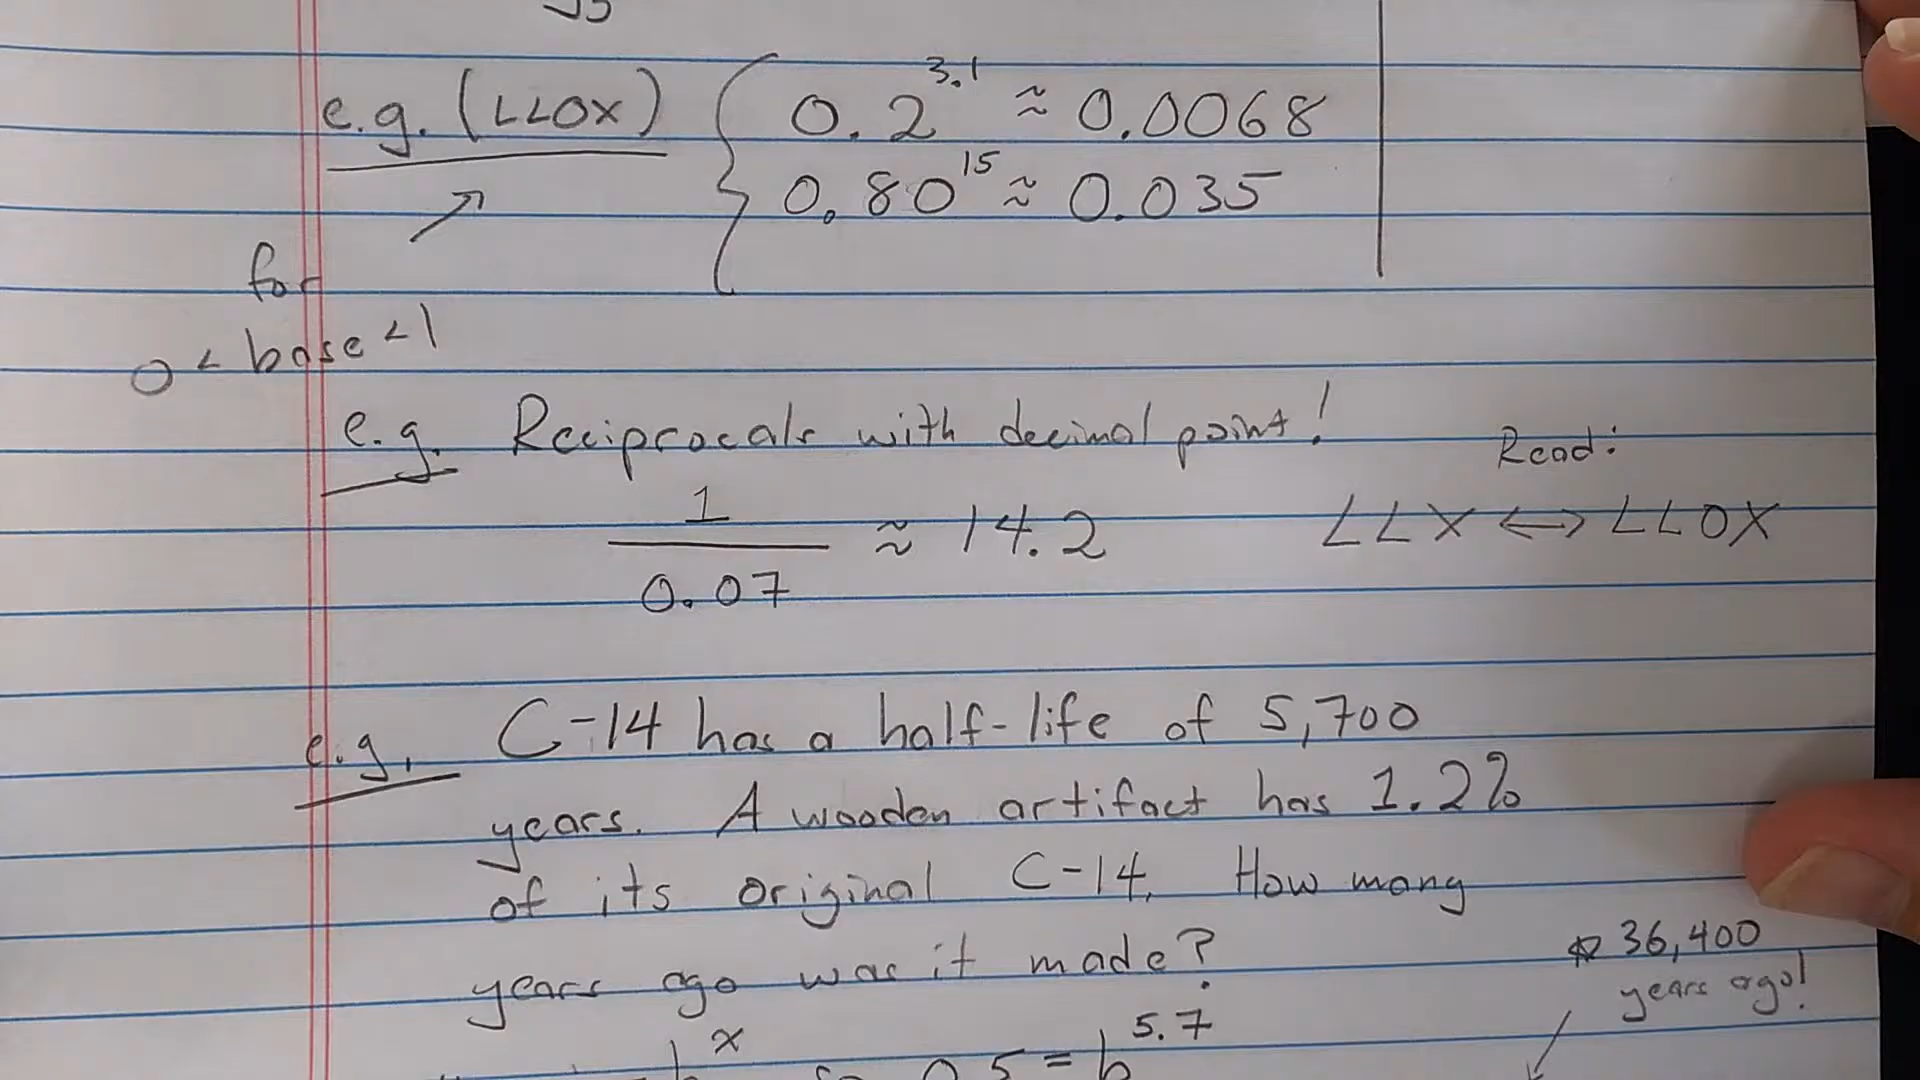 e.g. (LLOX) { 0.2^3.1 ≈ 0.0068
0.80^15 ≈ 0.035
for
0 < base < 1
e.g. Reciprocals with decimal point!
Read:
1/0.07 ≈ 14.2 LLX ↔ LLOX
e.g. C-14 has a half-life of 5,700
years. A wooden artifact has 1.2%
of its original C-14. How many
years ago was it made?
36,400
years ago!
b^x so 0.5 = b^5.7